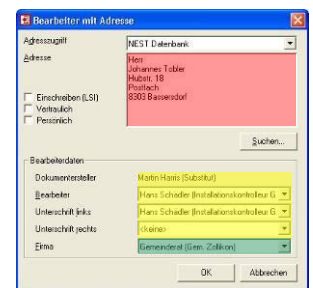 Bearbeiter mit Adresse
Adresszugriff
NEST Datenbank
Adresse
Herr
Johannes Tobler
Hubstr. 18
Postfach
8303 Bassersdorf
Einschreiben (LSI)
Vertraulich
Persönlich
Suchen...
Bearbeiterdaten
Dokumentersteller
Martin Harris (Substitut)
Bearbeiter
Hans Schädler (Installationskontrolleur G
Unterschrift links
Hans Schädler (Installationskontrolleur G
Unterschrift rechts
<keine>
Firma
Gemeinderat (Gem. Zollikon)
OK
Abbrechen